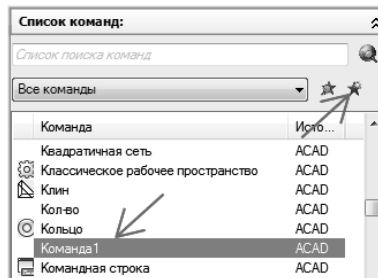 Список команд:
Список поиска команд
Все команды
Команда Исто...
Квадратичная сеть ACAD
Классическое рабочее пространство ACAD
Клин ACAD
Кол-во ACAD
Кольцо ACAD
Команда1 ACAD
Командная строка ACAD